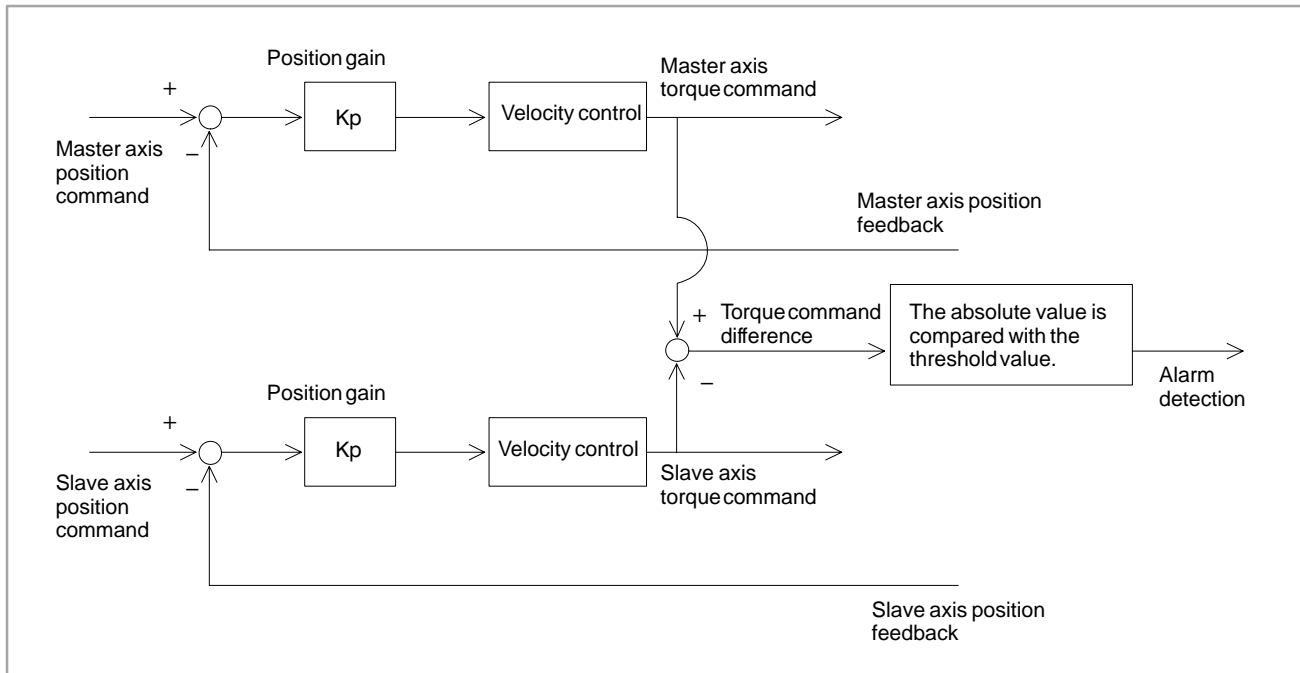 Position gain
Master axis
torque command
+
Kp
Velocity control
Master axis
position
command
−
Master axis position
feedback
+
Torque command
difference
The absolute value is
compared with the
threshold value.
−
Alarm
detection
Position gain
+
Kp
Velocity control
Slave axis
position
command
−
Slave axis
torque command
Slave axis position
feedback